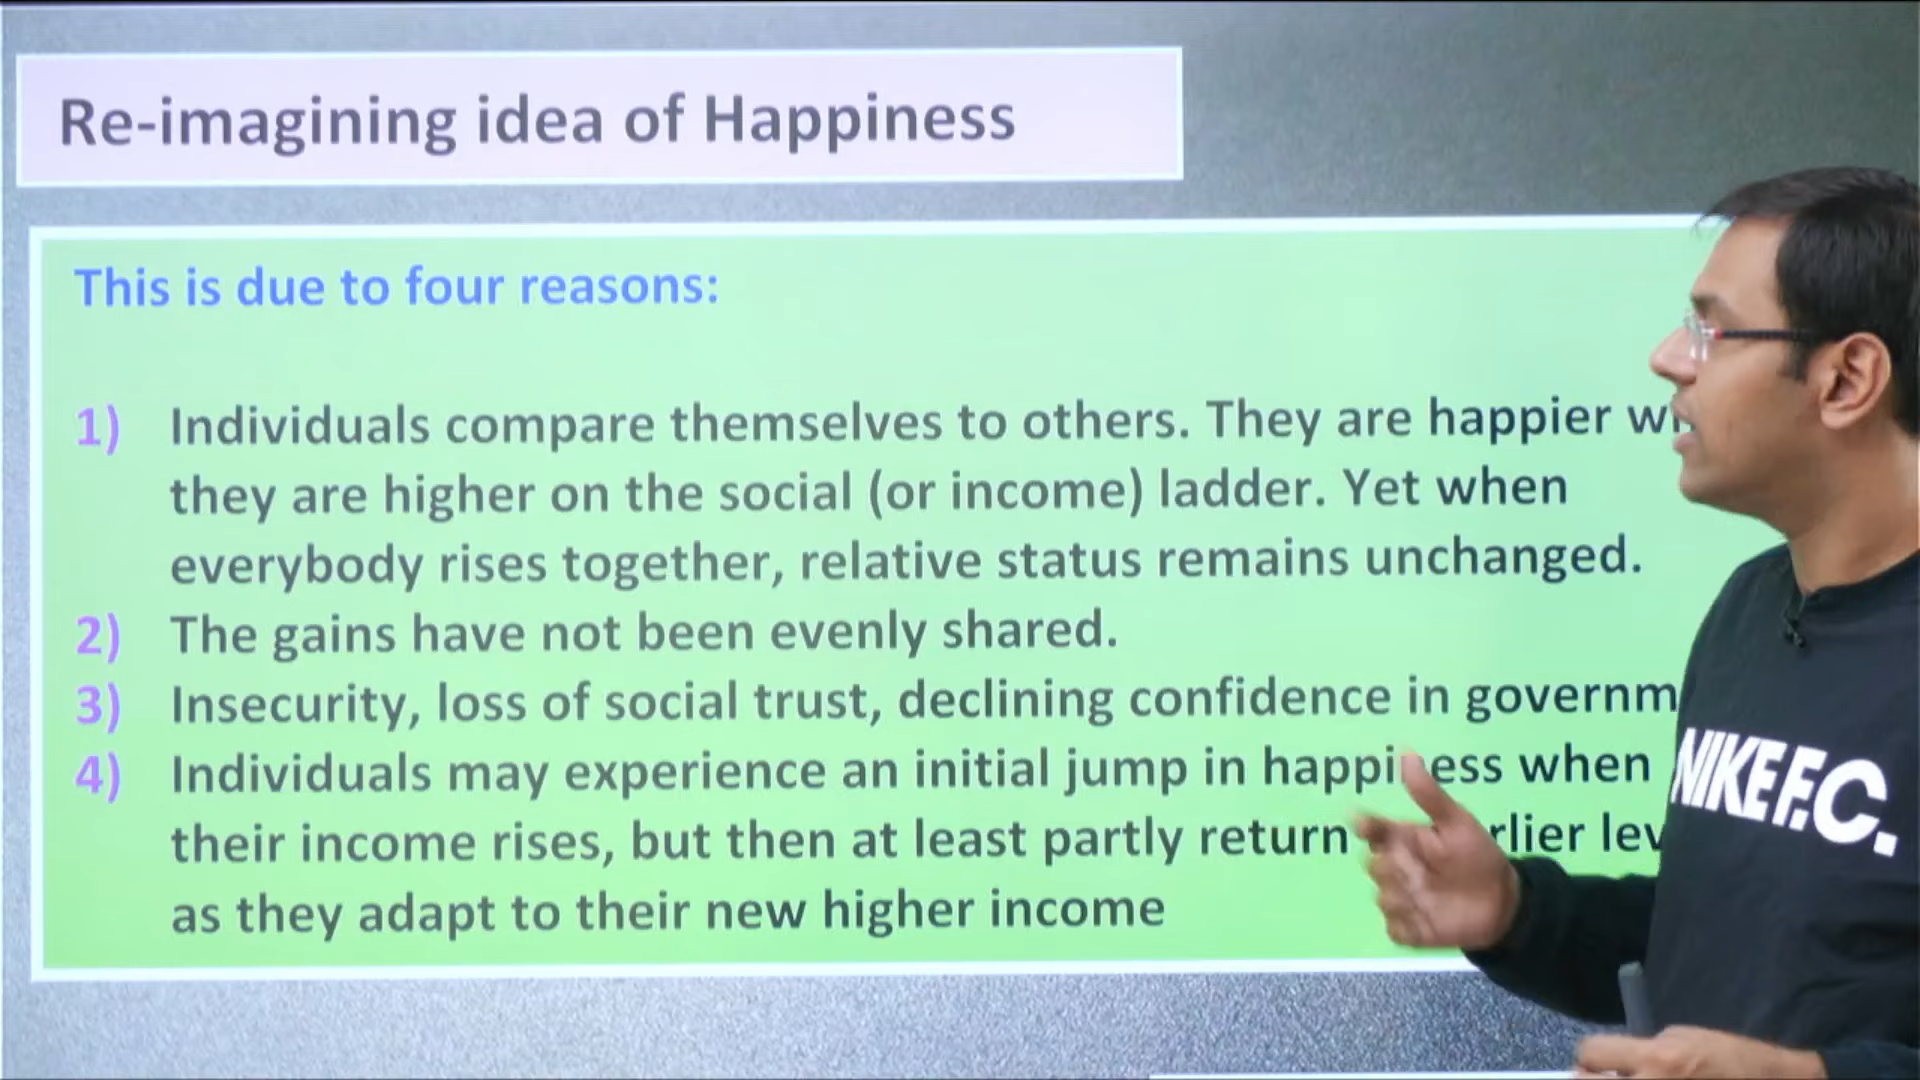 Re-imagining idea of Happiness
This is due to four reasons:
1) Individuals compare themselves to others. They are happier
they are higher on the social (or income) ladder. Yet when
everybody rises together, relative status remains unchanged.
2) The gains have not been evenly shared.
3) Insecurity, loss of social trust, declining confidence in
4) Individuals may experience an initial jump in happiness when
their income rises, but then at least partly return
as they adapt to their new higher income
NIKE F.C.